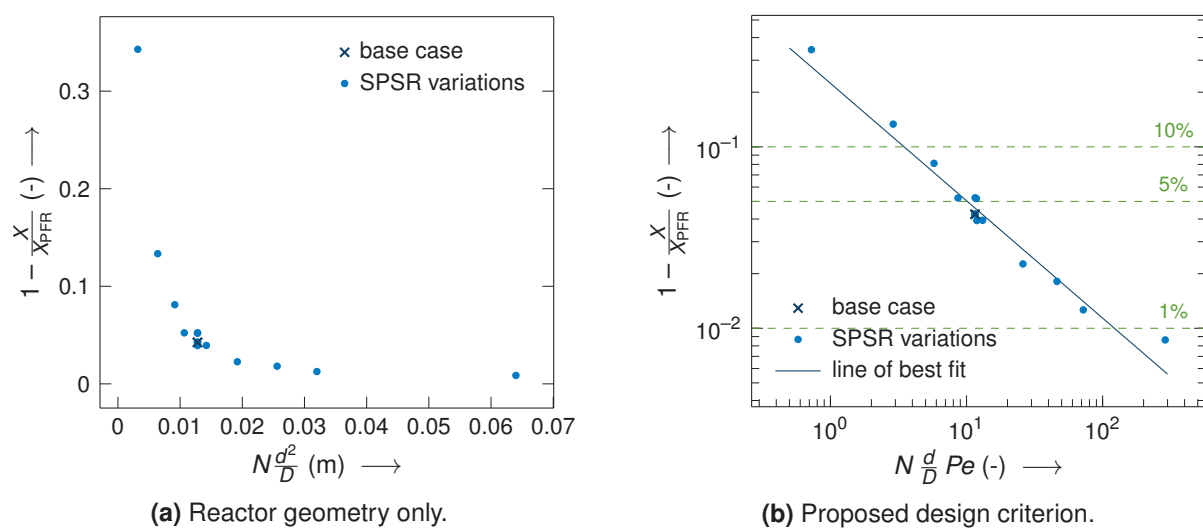 0.3
0.2
0.1
0
0 0.01 0.02 0.03 0.04 0.05 0.06 0.07
1 − X/X_PFR (-) ⟶
N d²/D (m) ⟶
× base case
• SPSR variations
(a) Reactor geometry only.
10⁻¹
10⁻²
10⁰ 10¹ 10²
1 − X/X_PFR (-) ⟶
N d/D Pe (-) ⟶
10%
5%
1%
× base case
• SPSR variations
line of best fit
(b) Proposed design criterion.